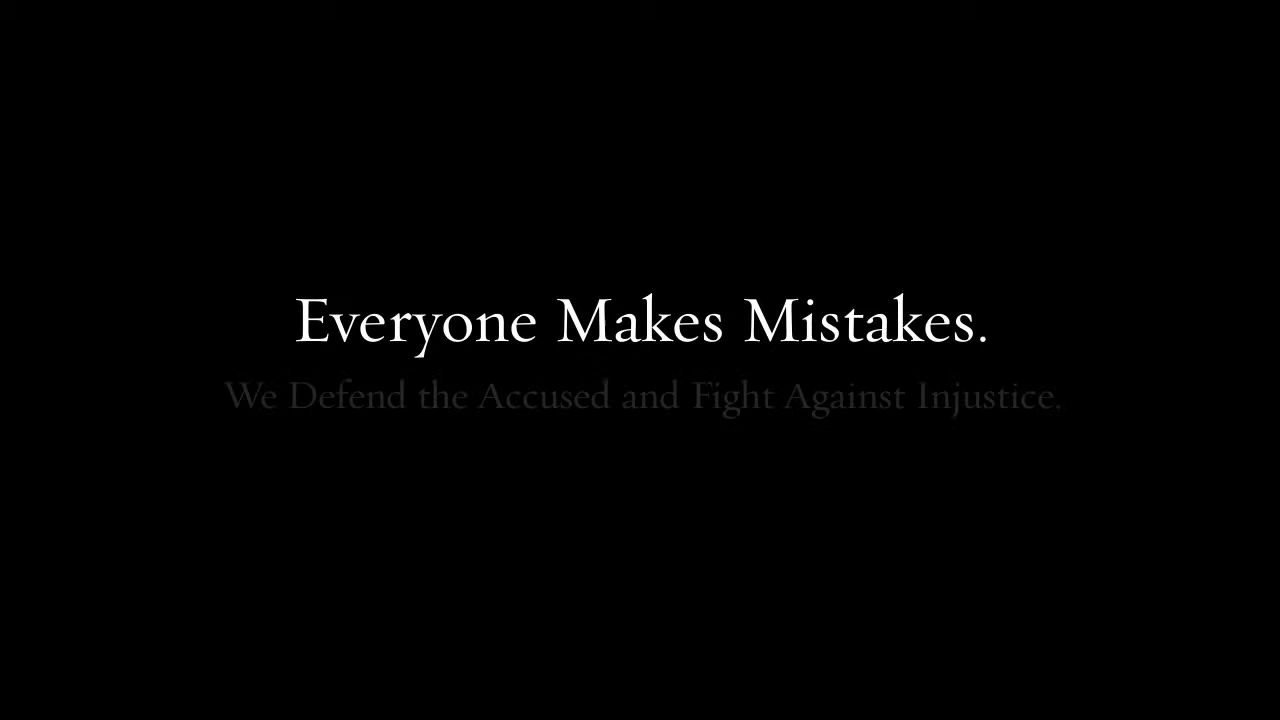 Everyone Makes Mistakes.
We Defend the Accused and Fight Against Injustice.